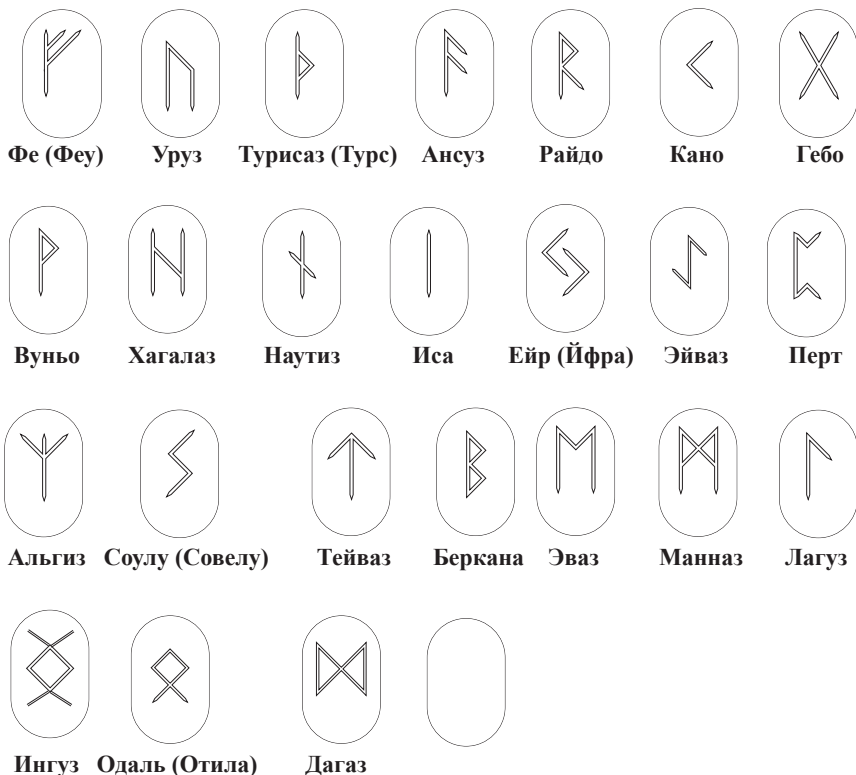 Фе (Феу) Уруз Турисаз (Турс) Ансуз Райдо Кано Гебо
Вуньо Хагалаз Наутиз Иса Ейр (Йфра) Эйваз Перт
Альгиз Соулу (Совелу) Тейваз Беркана Эваз Манназ Лагуз
Ингуз Одаль (Отила) Дагаз